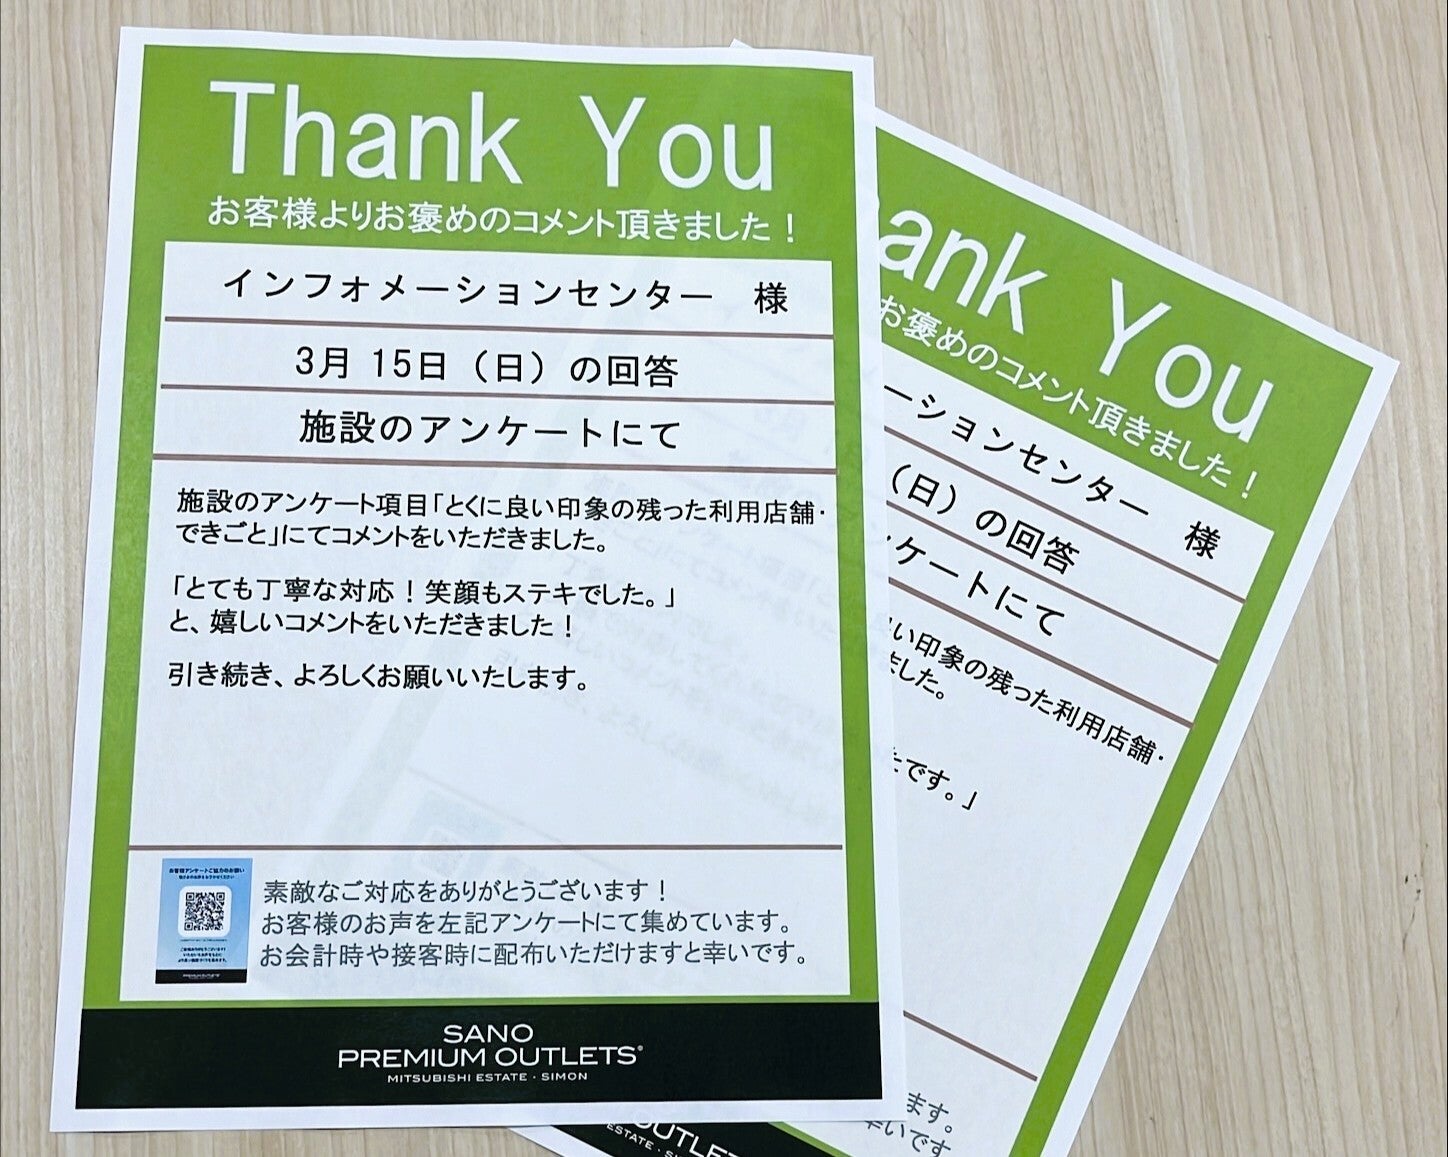 Thank You
お客様よりお褒めのコメント頂きました！
インフォメーションセンター　様
3月 15日（日）の回答
施設のアンケートにて
施設のアンケート項目「とくに良い印象の残った利用店舗・
できごと」にてコメントをいただきました。
「とても丁寧な対応！笑顔もステキでした。」
と、嬉しいコメントをいただきました！
引き続き、よろしくお願いいたします。
素敵なご対応をありがとうございます！
お客様のお声を左記アンケートにて集めています。
お会計時や接客時に配布いただけますと幸いです。
SANO
PREMIUM OUTLETS®
MITSUBISHI ESTATE · SIMON
ank You
お褒めのコメント頂きました！
ーションセンター　様
（日）の回答
ケートにて
い印象の残った利用店舗・
ました。
たです。」
ます。
幸いです
OUTLE
ESTATE · S